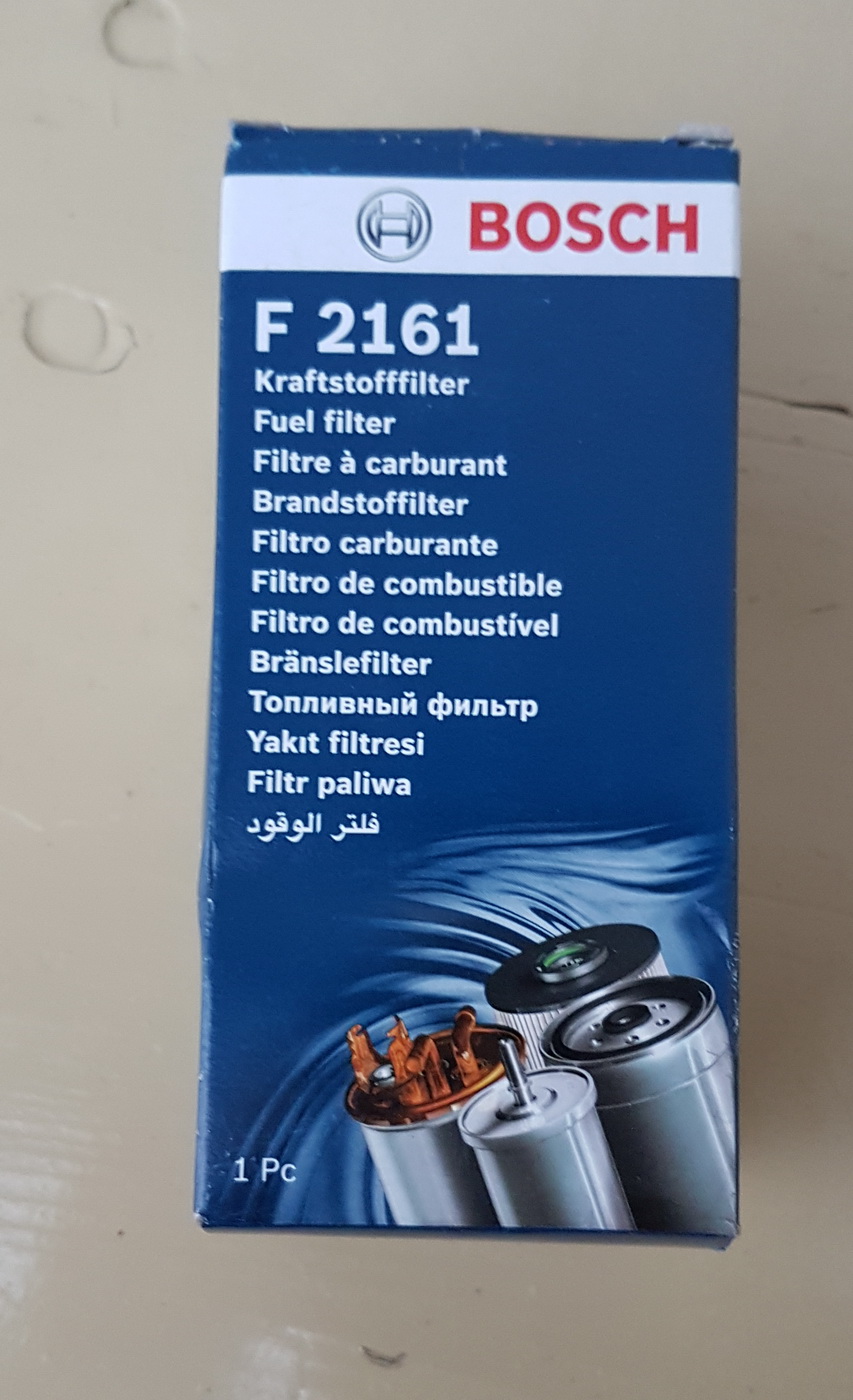 BOSCH
F 2161
Kraftstofffilter
Fuel filter
Filtre à carburant
Brandstoffilter
Filtro carburante
Filtro de combustible
Filtro de combustível
Bränslefilter
Топливный фильтр
Yakıt filtresi
Filtr paliwa
فلتر الوقود
1 Pc